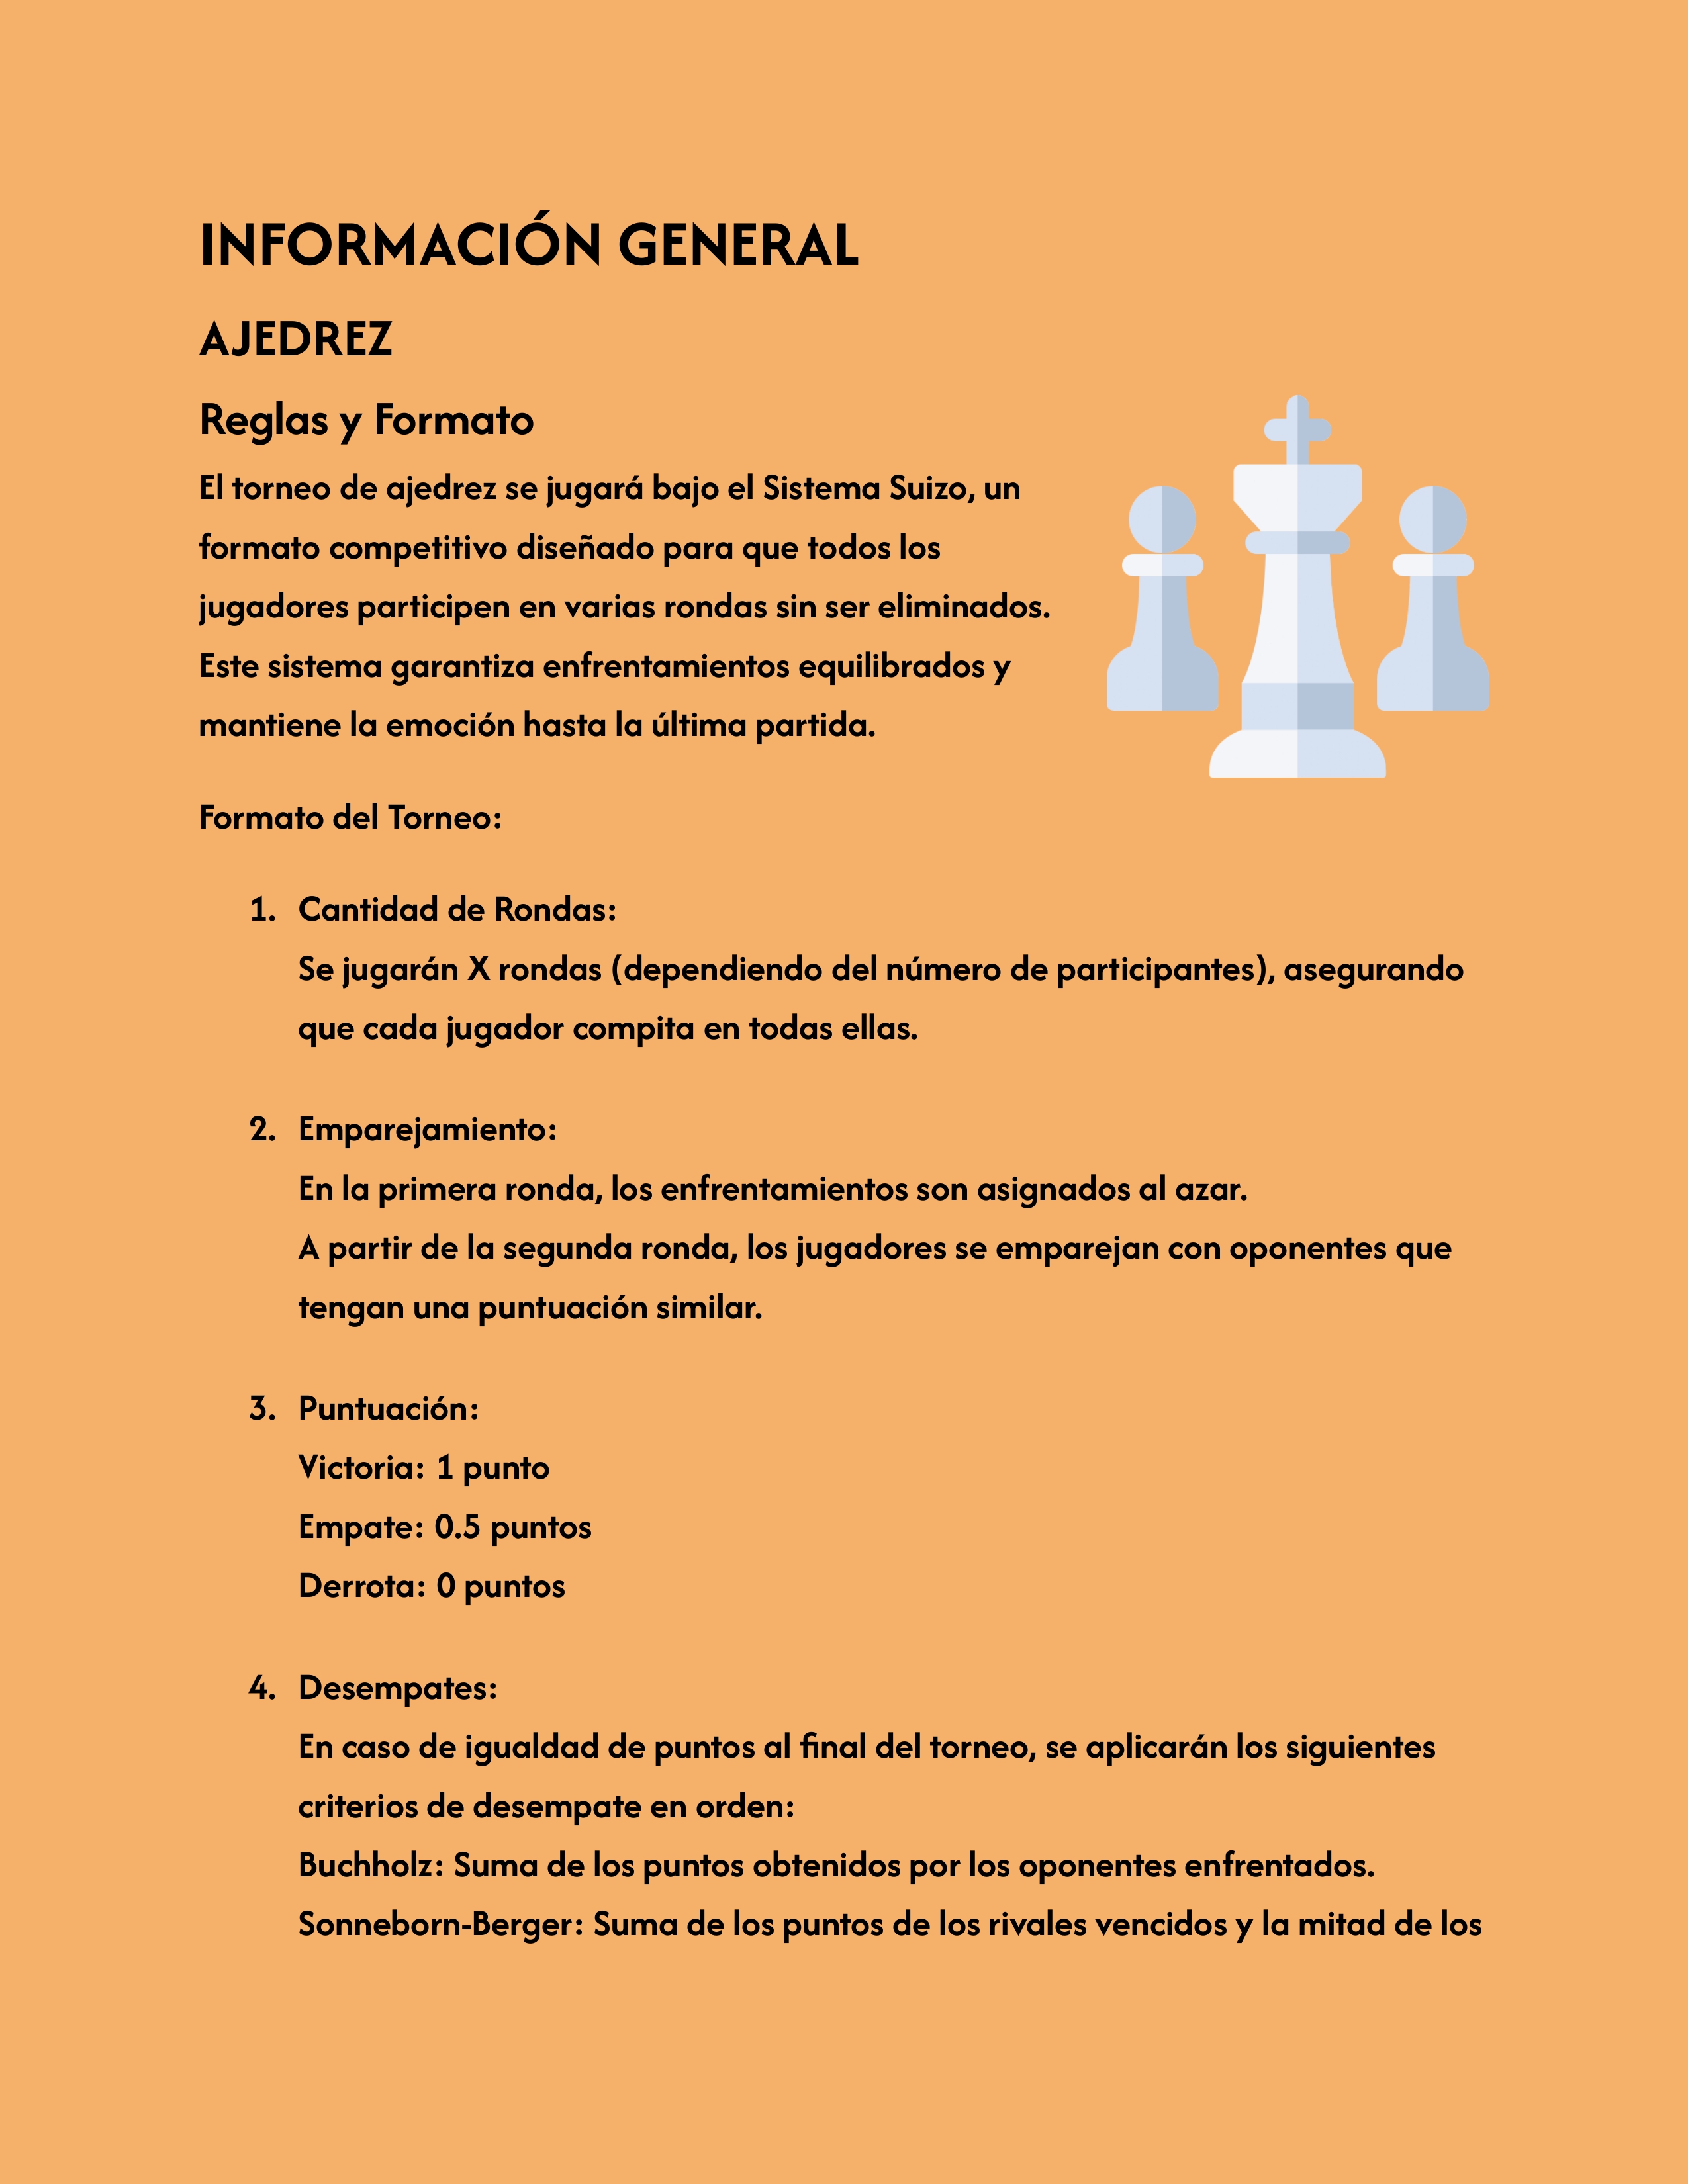 INFORMACIÓN GENERAL
AJEDREZ
Reglas y Formato
El torneo de ajedrez se jugará bajo el Sistema Suizo, un
formato competitivo diseñado para que todos los
jugadores participen en varias rondas sin ser eliminados.
Este sistema garantiza enfrentamientos equilibrados y
mantiene la emoción hasta la última partida.
Formato del Torneo:
1. Cantidad de Rondas:
Se jugarán X rondas (dependiendo del número de participantes), asegurando
que cada jugador compita en todas ellas.
2. Emparejamiento:
En la primera ronda, los enfrentamientos son asignados al azar.
A partir de la segunda ronda, los jugadores se emparejan con oponentes que
tengan una puntuación similar.
3. Puntuación:
Victoria: 1 punto
Empate: 0.5 puntos
Derrota: 0 puntos
4. Desempates:
En caso de igualdad de puntos al final del torneo, se aplicarán los siguientes
criterios de desempate en orden:
Buchholz: Suma de los puntos obtenidos por los oponentes enfrentados.
Sonneborn-Berger: Suma de los puntos de los rivales vencidos y la mitad de los